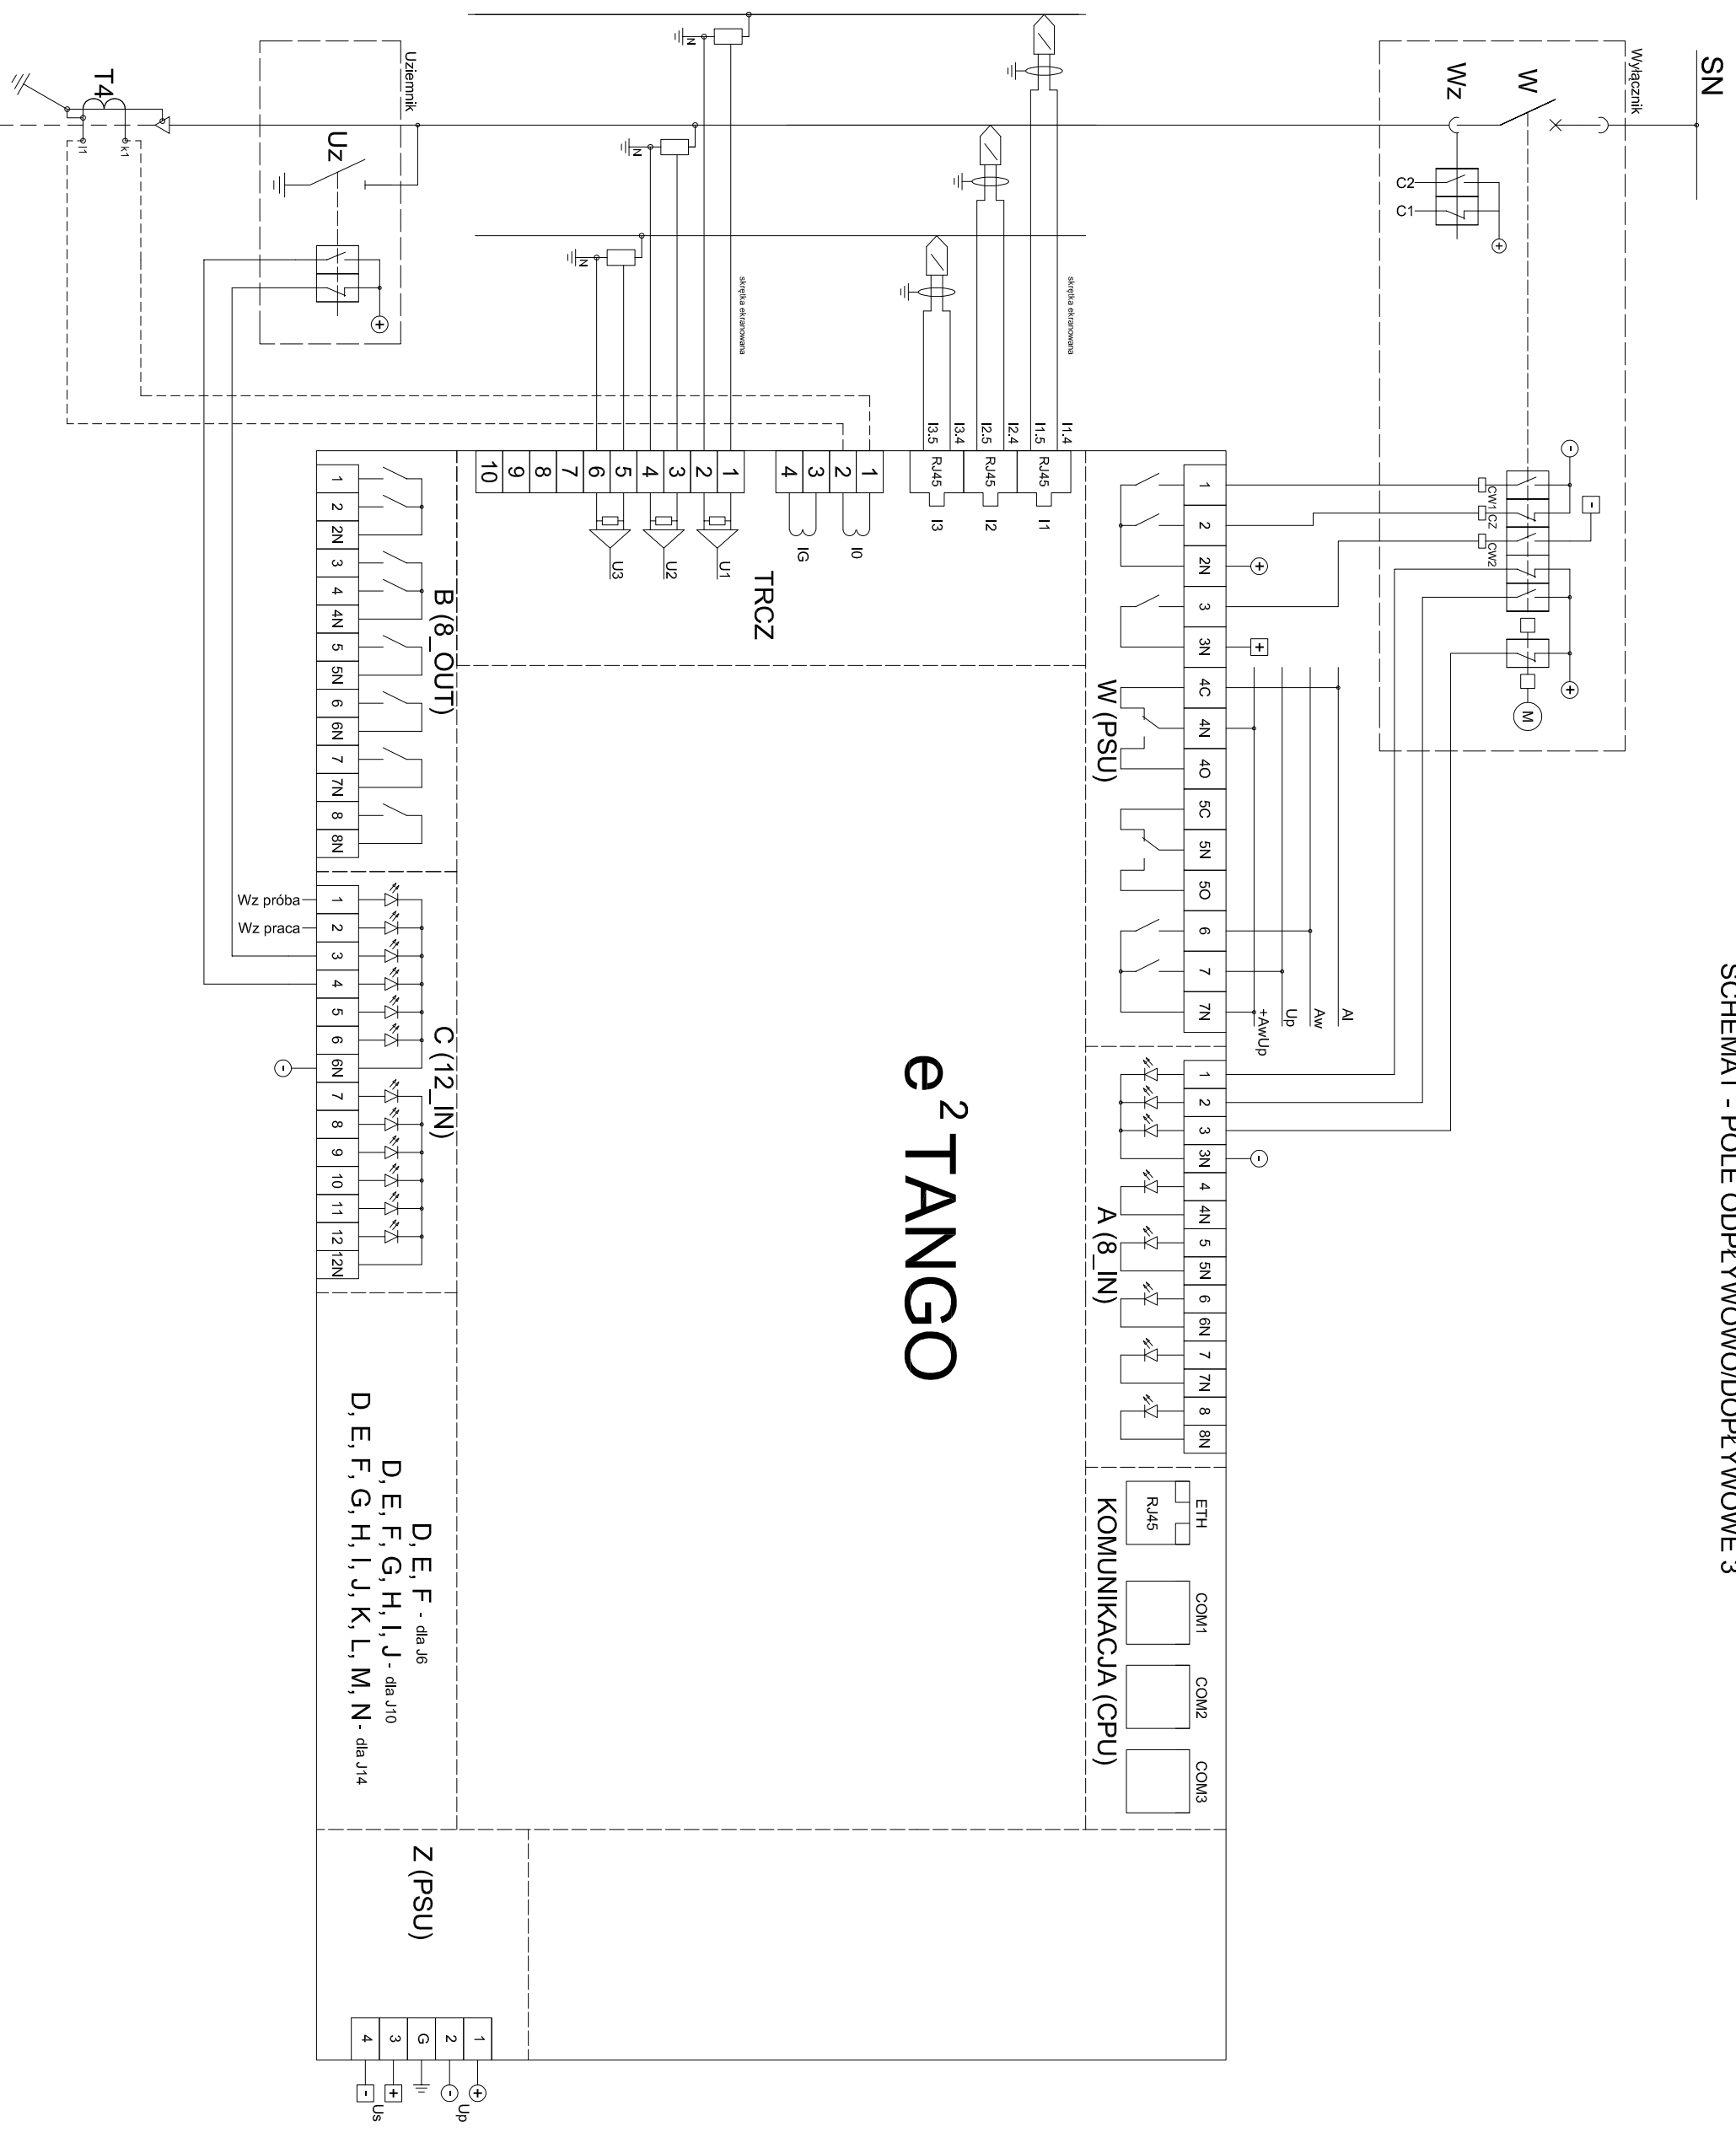 SCHEMAT - POLE ODPŁYWOWO/DOPŁYWOWE 3
SN
Wyłącznik
W
Wz
C2
C1
+
-
-
CW1
CZ
CW2
+
M
skrętka ekranowana
skrętka ekranowana
N
N
N
Uziemnik
Uz
+
T4
k1
l1
I1.4
I1.5
I2.4
I2.5
I3.4
I3.5
RJ45
RJ45
RJ45
I1
I2
I3
1
2
3
4
I0
IG
1
2
3
4
5
6
7
8
9
10
U1
U2
U3
TRCZ
1
2
2N
3
3N
4C
4N
4O
5C
5N
5O
6
7
7N
+
+
W (PSU)
Al
Aw
Up
+AwUp
1
2
3
3N
4
4N
5
5N
6
6N
7
7N
8
8N
-
A (8_IN)
ETH
RJ45
COM1
COM2
COM3
KOMUNIKACJA (CPU)
e2TANGO
B (8_OUT)
1
2
2N
3
4
4N
5
5N
6
6N
7
7N
8
8N
C (12_IN)
1
2
3
4
5
6
6N
7
8
9
10
11
12
12N
Wz próba
Wz praca
-
D, E, F - dla J6
D, E, F, G, H, I, J - dla J10
D, E, F, G, H, I, J, K, L, M, N - dla J14
Z (PSU)
1
2
G
3
4
+
-
Up
+
-
Us